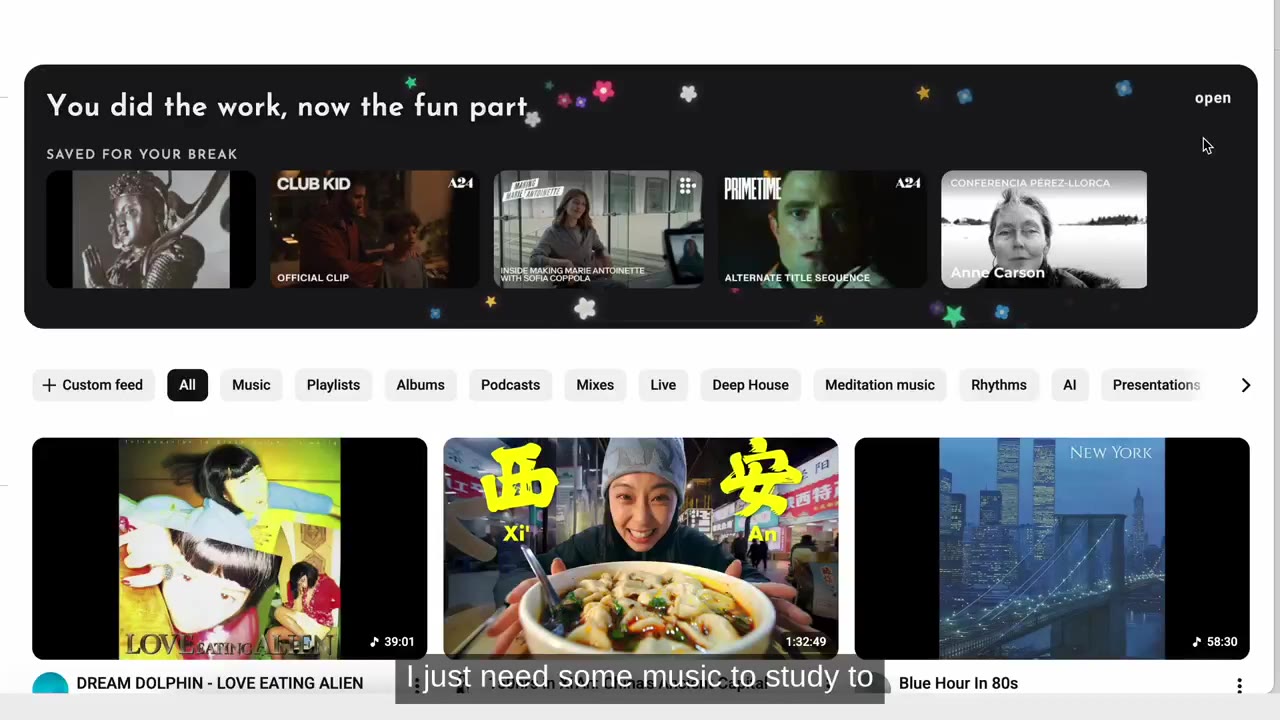 You did the work, now the fun part.
open
SAVED FOR YOUR BREAK
CLUB KID
A24
OFFICIAL CLIP
MAKING
MARIE ANTOINETTE
INSIDE MAKING MARIE ANTOINETTE
WITH SOFIA COPPOLA
PRIMETIME
A24
ALTERNATE TITLE SEQUENCE
CONFERENCIA PÉREZ-LLORCA
Anne Carson
+ Custom feed
All
Music
Playlists
Albums
Podcasts
Mixes
Live
Deep House
Meditation music
Rhythms
AI
Presentations
LOVE EATING ALIEN
39:01
西安
Xi' An
1:32:49
NEW YORK
58:30
DREAM DOLPHIN - LOVE EATING ALIEN
Blue Hour In 80s
I just need some music to study to